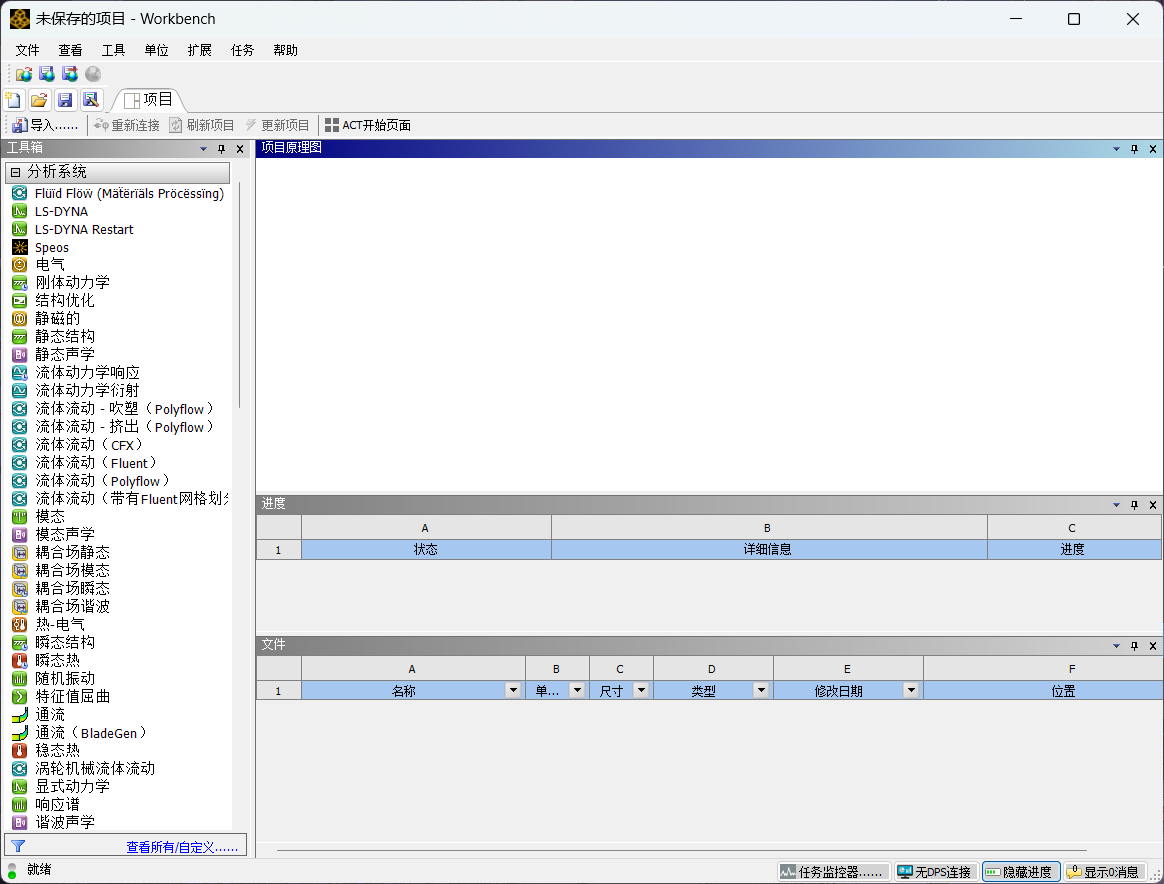 未保存的项目 - Workbench
文件 查看 工具 单位 扩展 任务 帮助
项目
导入...... 重新连接 刷新项目 更新项目 ACT开始页面
工具箱
分析系统
Flüïd Flöẅ (Mäẗërïäls Pröcëssïng)
LS-DYNA
LS-DYNA Restart
Speos
电气
刚体动力学
结构优化
静磁的
静态结构
静态声学
流体动力学响应
流体动力学衍射
流体流动 - 吹塑（Polyflow）
流体流动 - 挤出（Polyflow）
流体流动（CFX）
流体流动（Fluent）
流体流动（Polyflow）
流体流动（带有Fluent网格划
模态
模态声学
耦合场静态
耦合场模态
耦合场瞬态
耦合场谐波
热-电气
瞬态结构
瞬态热
随机振动
特征值屈曲
通流
通流（BladeGen）
稳态热
涡轮机械流体流动
显式动力学
响应谱
谐波声学
查看所有/自定义......
项目原理图
进度
A B C
1 状态 详细信息 进度
文件
A B C D E F
1 名称 单... 尺寸 类型 修改日期 位置
就绪 任务监控器...... 无DPS连接 隐藏进度 显示0消息